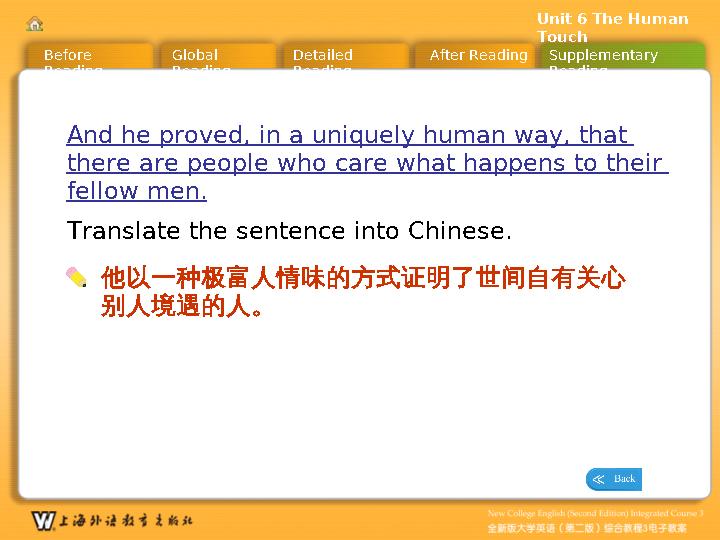 Unit 6 The Human
Touch
Before
Reading
Global
Reading
Detailed
Reading
After Reading
Supplementary
Reading
And he proved, in a uniquely human way, that
there are people who care what happens to their
fellow men.
Translate the sentence into Chinese.
他以一种极富人情味的方式证明了世间自有关心
别人境遇的人。
Back
W 上海外语教育出版社
New College English (Second Edition) Integrated Course 3
全新版大学英语（第二版）综合教程3电子教案